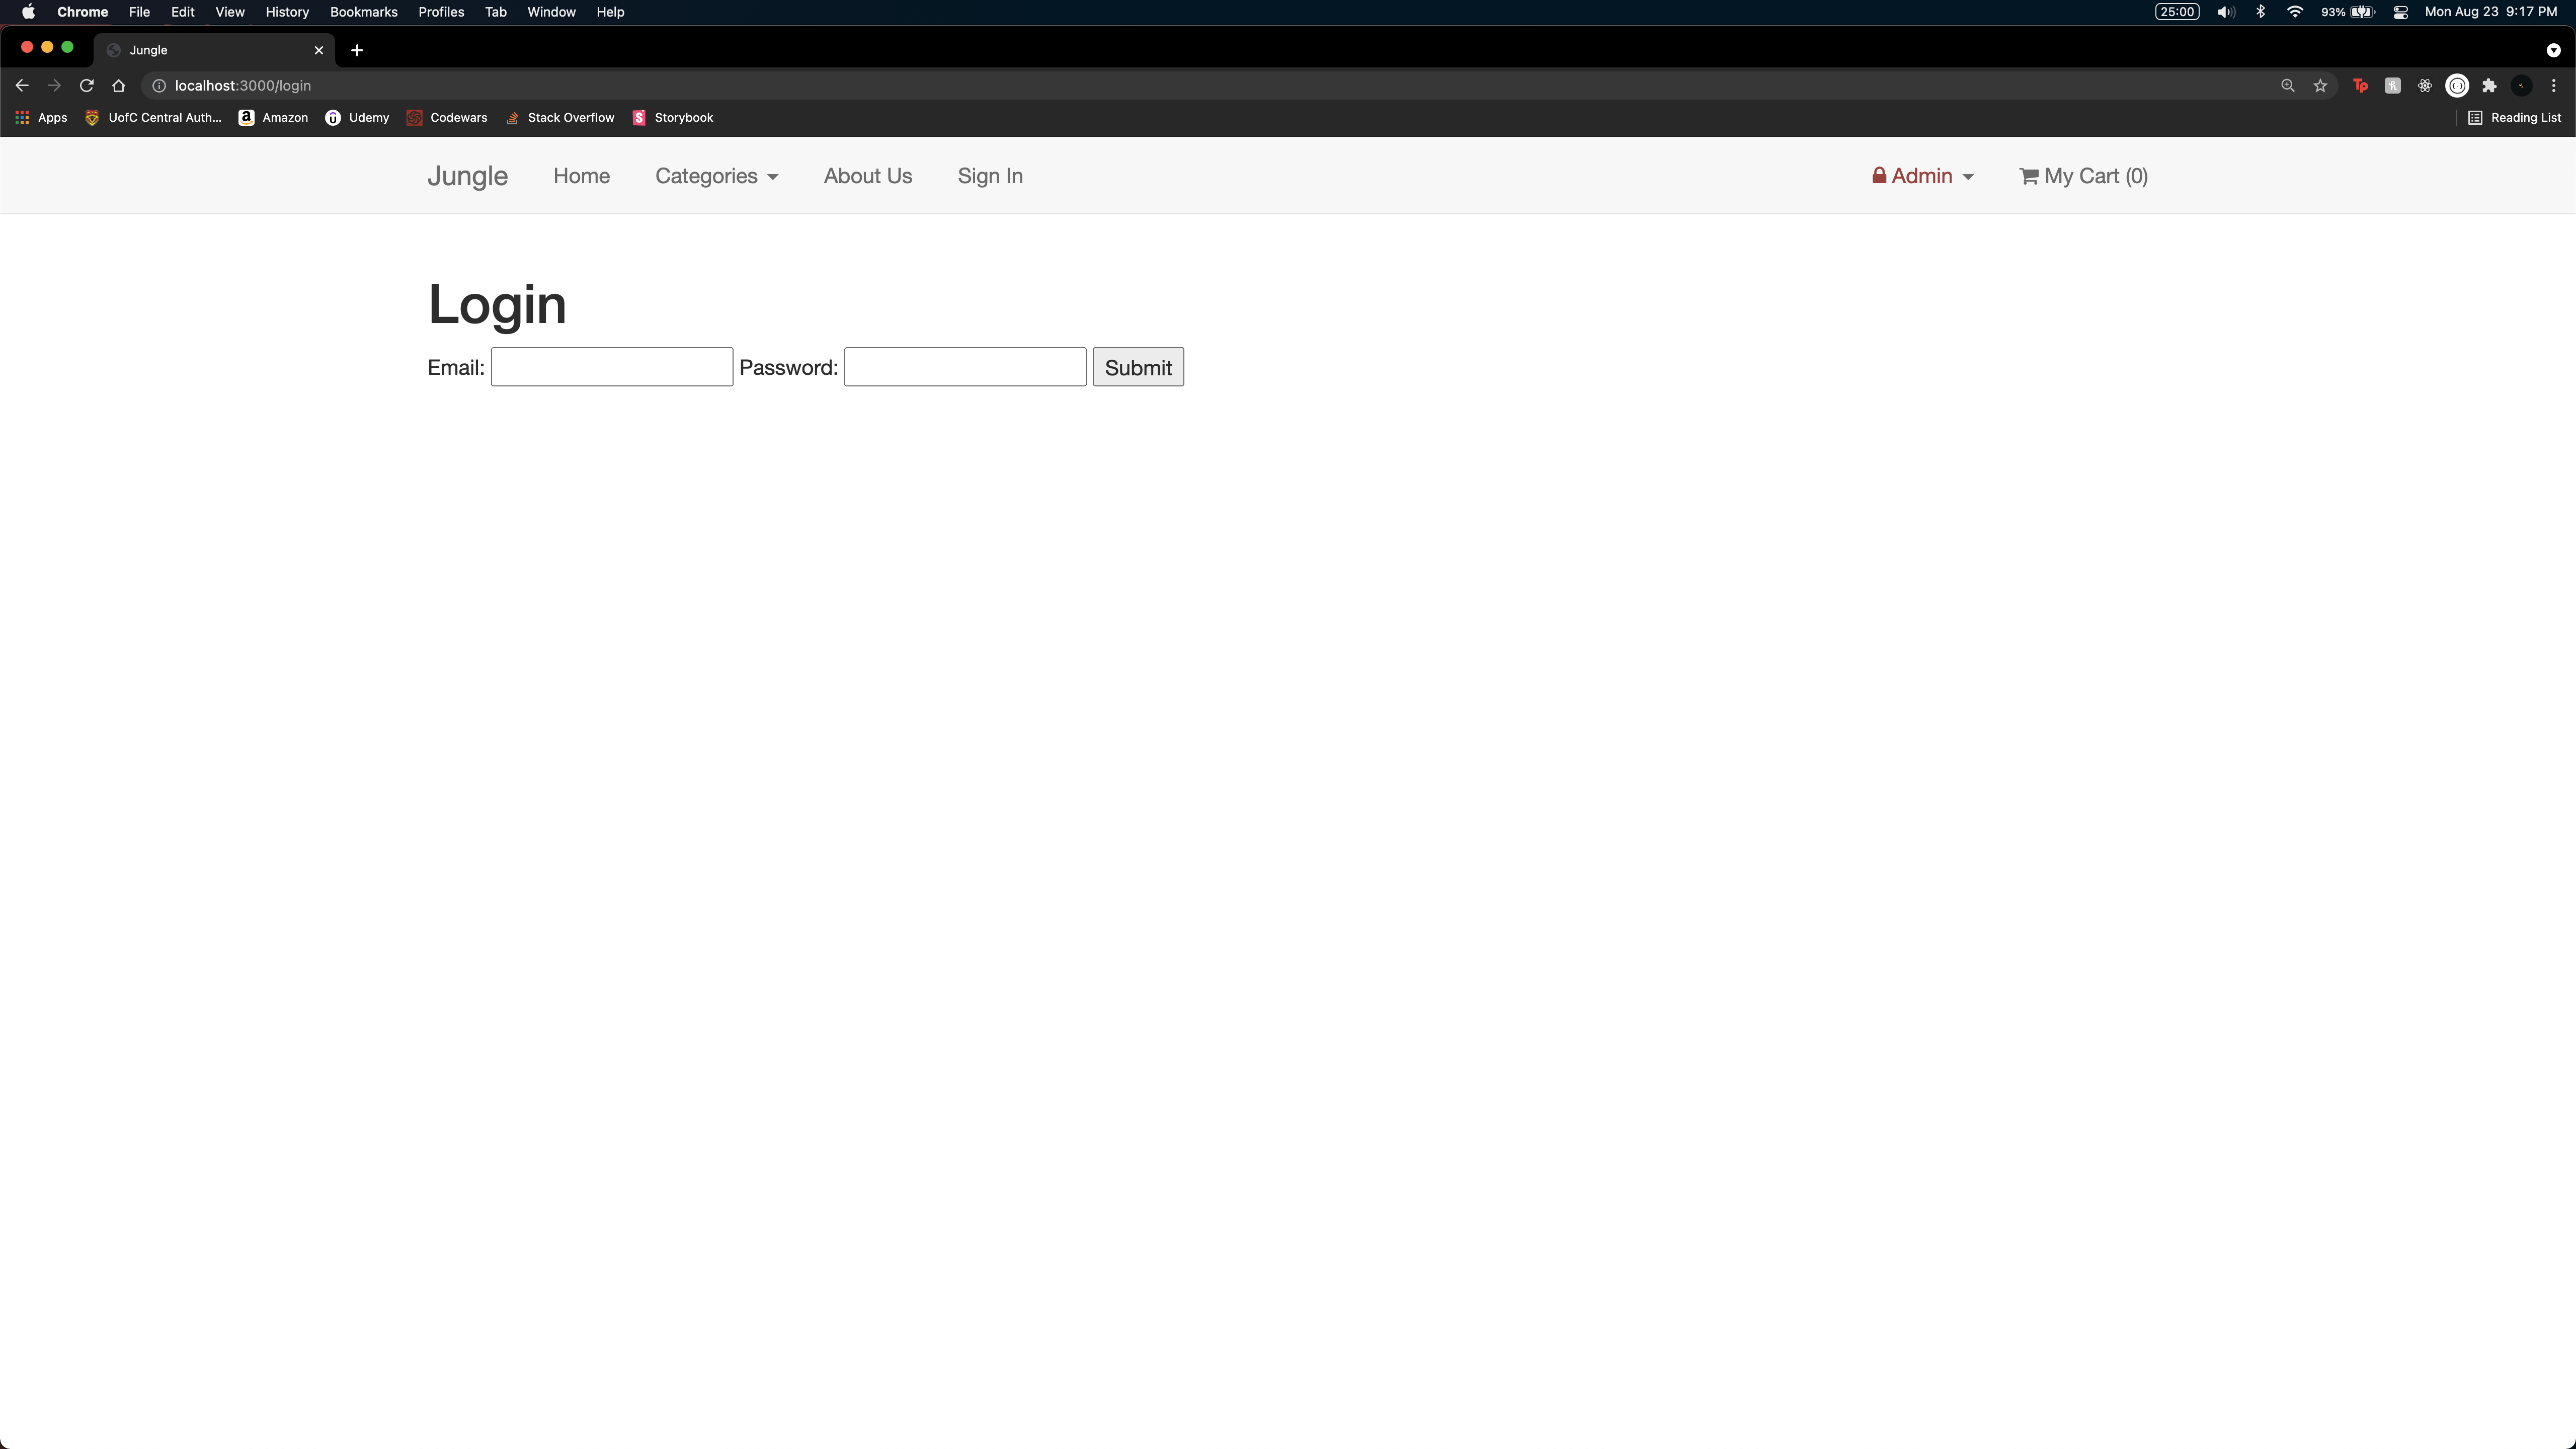 Chrome File Edit View History Bookmarks Profiles Tab Window Help 25:00 93% Mon Aug 23 9:17 PM
Jungle
localhost:3000/login
Apps UofC Central Auth... Amazon Udemy Codewars Stack Overflow Storybook Reading List
Jungle Home Categories About Us Sign In Admin My Cart (0)
Login
Email: Password: Submit